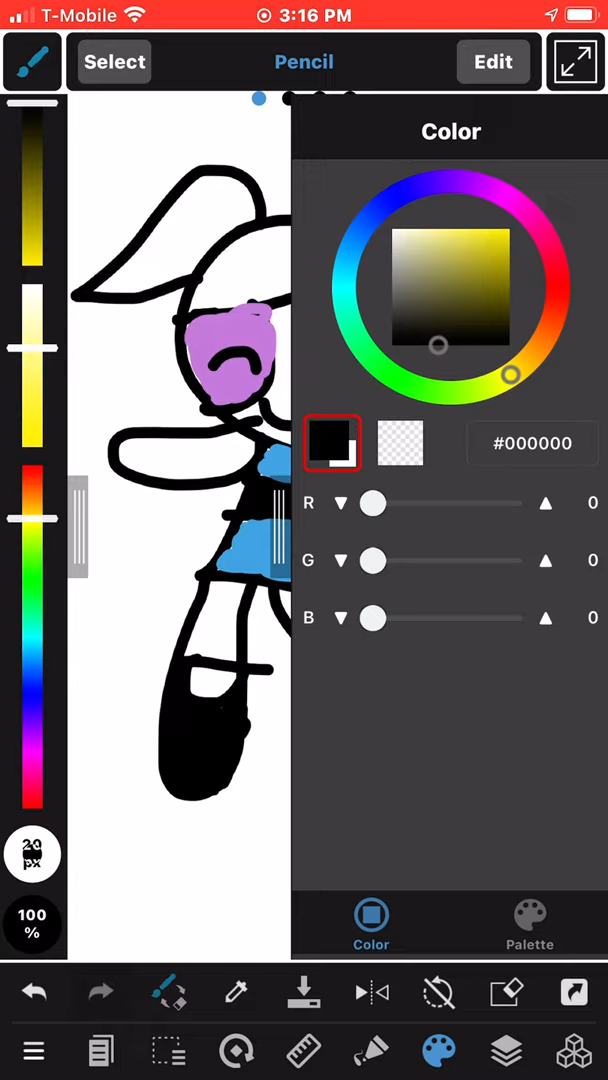 T-Mobile 3:16 PM
Select Pencil Edit
Color
#000000
R 0
G 0
B 0
20 px
100 %
Color Palette